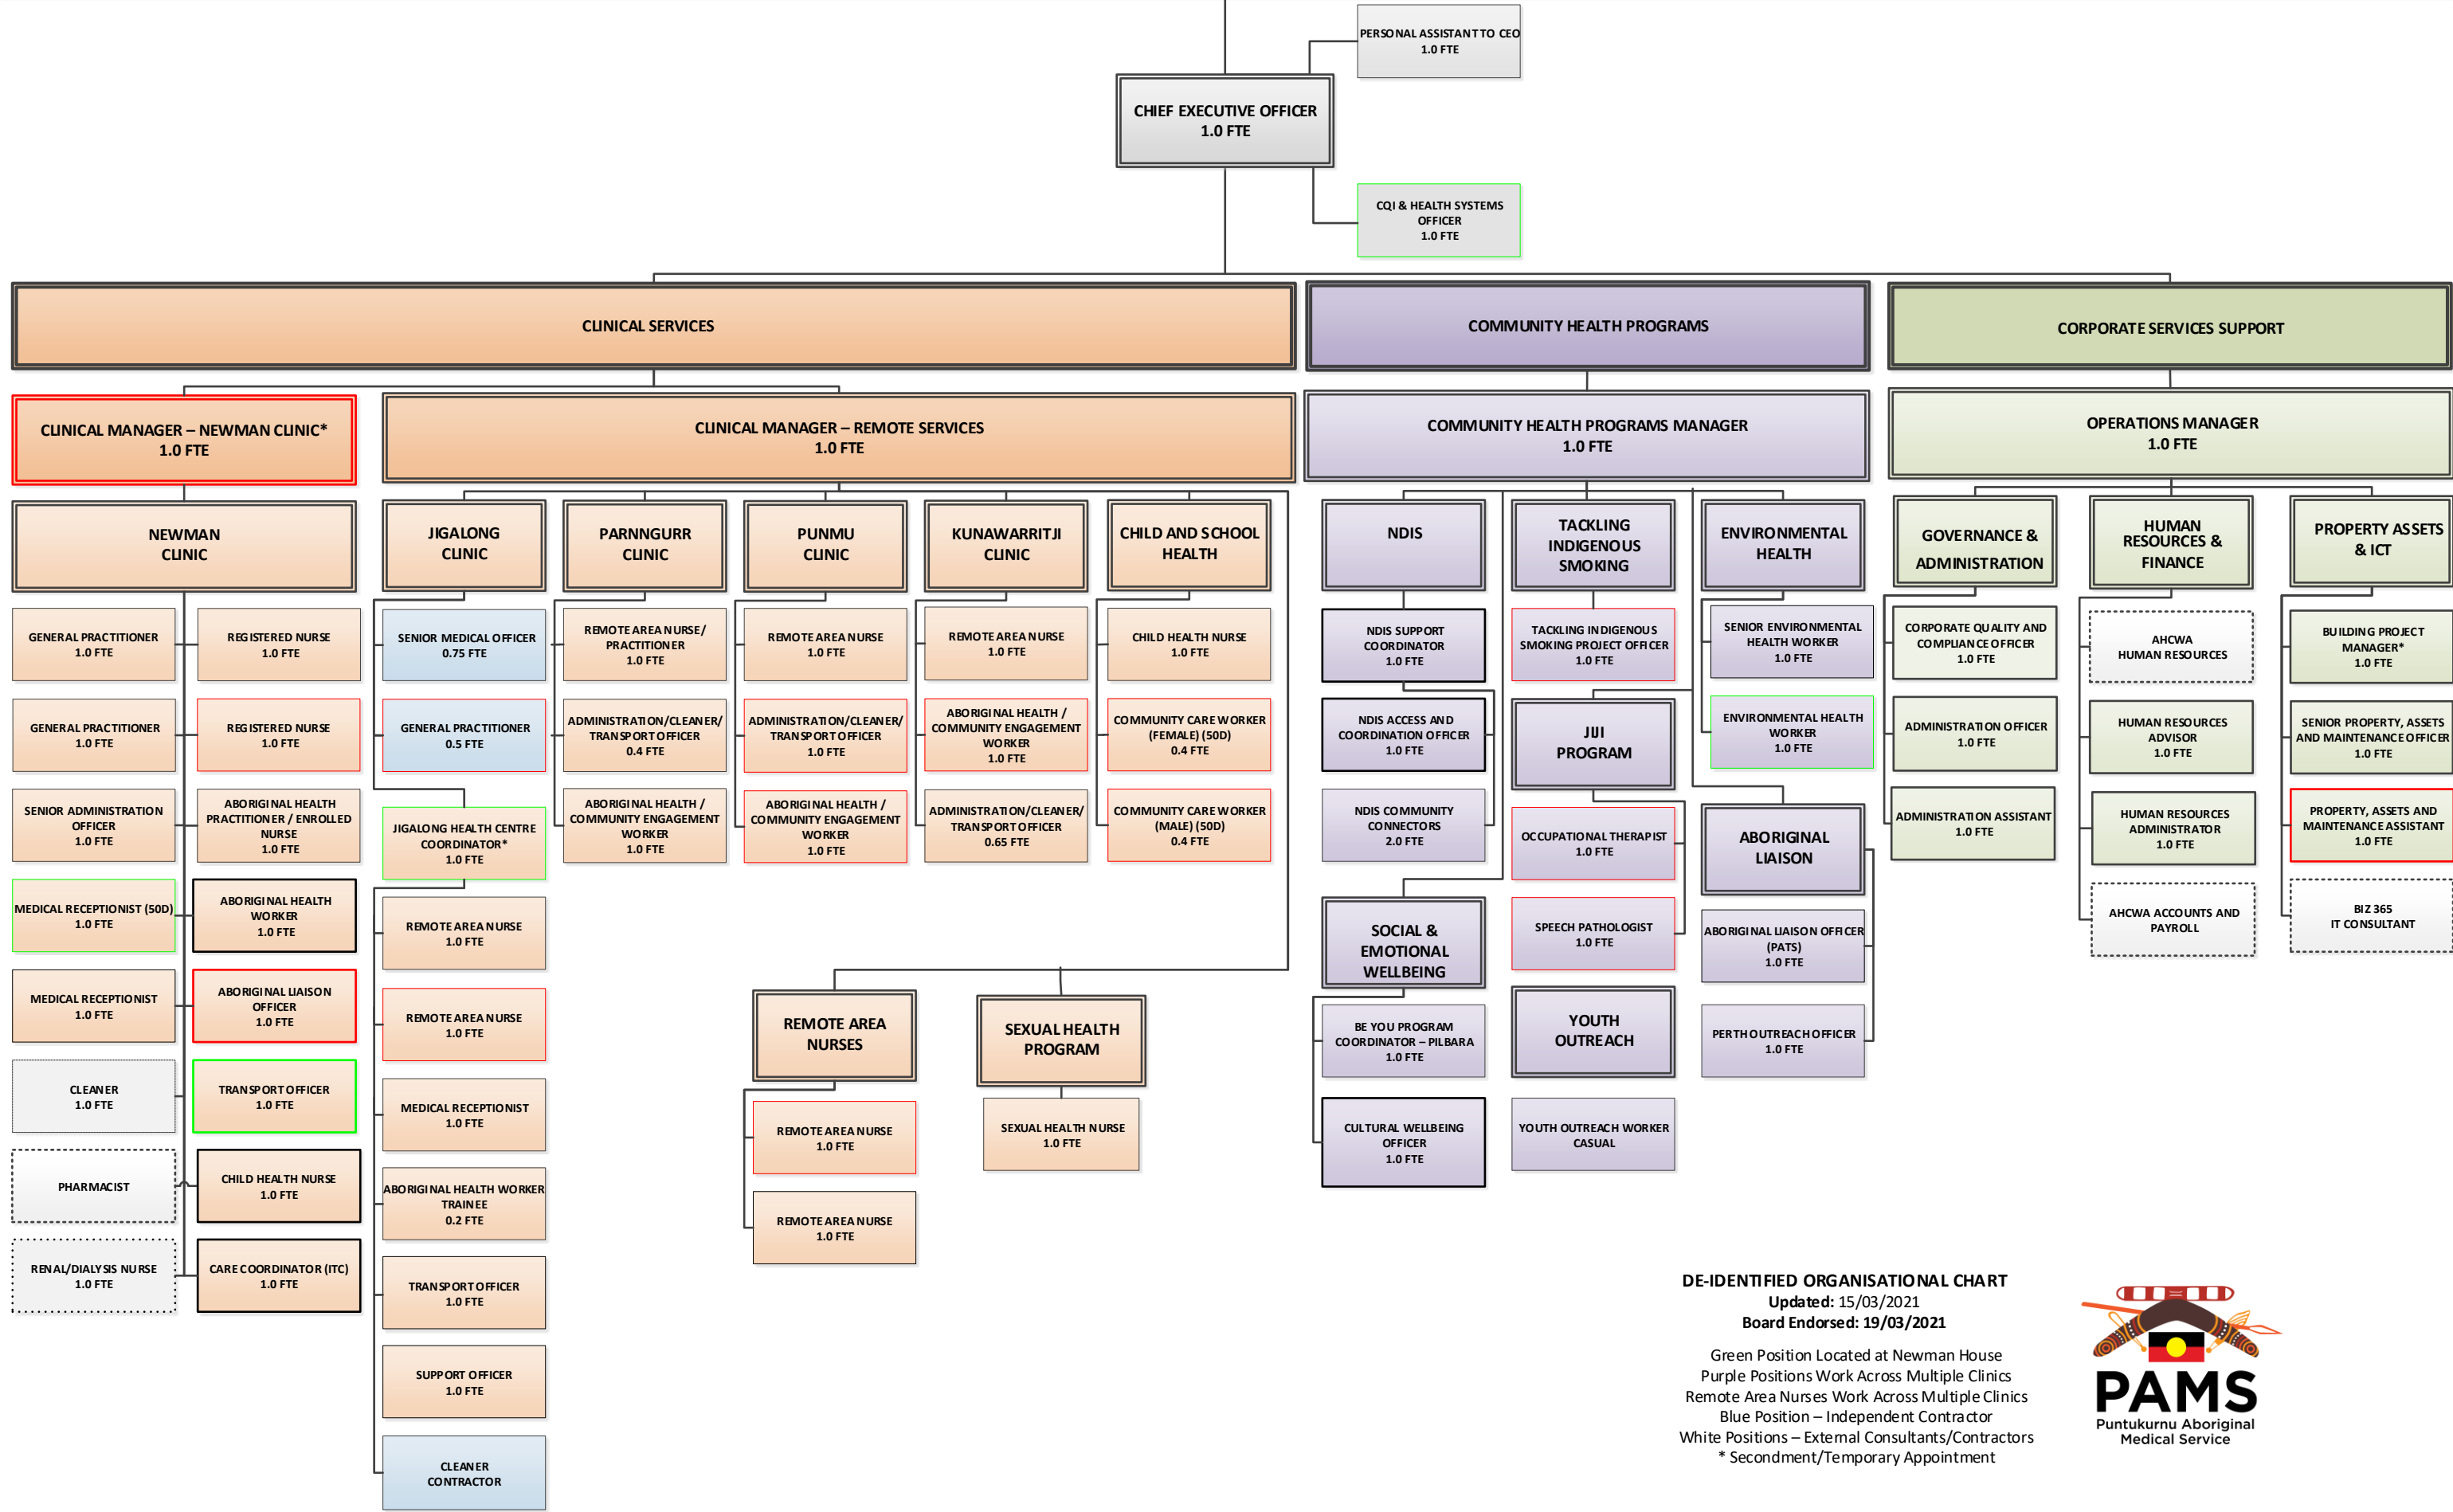 PERSONAL ASSISTANT TO CEO
1.0 FTE
CHIEF EXECUTIVE OFFICER
1.0 FTE
CQI & HEALTH SYSTEMS
OFFICER
1.0 FTE
CLINICAL SERVICES
COMMUNITY HEALTH PROGRAMS
CORPORATE SERVICES SUPPORT
CLINICAL MANAGER – NEWMAN CLINIC*
1.0 FTE
CLINICAL MANAGER – REMOTE SERVICES
1.0 FTE
COMMUNITY HEALTH PROGRAMS MANAGER
1.0 FTE
OPERATIONS MANAGER
1.0 FTE
NEWMAN
CLINIC
GENERAL PRACTITIONER
1.0 FTE
REGISTERED NURSE
1.0 FTE
GENERAL PRACTITIONER
1.0 FTE
REGISTERED NURSE
1.0 FTE
SENIOR ADMINISTRATION
OFFICER
1.0 FTE
ABORIGINAL HEALTH
PRACTITIONER / ENROLLED
NURSE
1.0 FTE
MEDICAL RECEPTIONIST (50D)
1.0 FTE
ABORIGINAL HEALTH
WORKER
1.0 FTE
MEDICAL RECEPTIONIST
1.0 FTE
ABORIGINAL LIAISON
OFFICER
1.0 FTE
CLEANER
1.0 FTE
TRANSPORT OFFICER
1.0 FTE
PHARMACIST
CHILD HEALTH NURSE
1.0 FTE
RENAL/DIALYSIS NURSE
1.0 FTE
CARE COORDINATOR (ITC)
1.0 FTE
JIGALONG
CLINIC
SENIOR MEDICAL OFFICER
0.75 FTE
GENERAL PRACTITIONER
0.5 FTE
JIGALONG HEALTH CENTRE
COORDINATOR*
1.0 FTE
REMOTE AREA NURSE
1.0 FTE
REMOTE AREA NURSE
1.0 FTE
MEDICAL RECEPTIONIST
1.0 FTE
ABORIGINAL HEALTH WORKER
TRAINEE
0.2 FTE
TRANSPORT OFFICER
1.0 FTE
SUPPORT OFFICER
1.0 FTE
CLEANER
CONTRACTOR
PARNNGURR
CLINIC
REMOTE AREA NURSE/
PRACTITIONER
1.0 FTE
ADMINISTRATION/CLEANER/
TRANSPORT OFFICER
0.4 FTE
ABORIGINAL HEALTH /
COMMUNITY ENGAGEMENT
WORKER
1.0 FTE
PUNMU
CLINIC
REMOTE AREA NURSE
1.0 FTE
ADMINISTRATION/CLEANER/
TRANSPORT OFFICER
1.0 FTE
ABORIGINAL HEALTH /
COMMUNITY ENGAGEMENT
WORKER
1.0 FTE
KUNAWARRITJI
CLINIC
REMOTE AREA NURSE
1.0 FTE
ABORIGINAL HEALTH /
COMMUNITY ENGAGEMENT
WORKER
1.0 FTE
ADMINISTRATION/CLEANER/
TRANSPORT OFFICER
0.65 FTE
CHILD AND SCHOOL
HEALTH
CHILD HEALTH NURSE
1.0 FTE
COMMUNITY CARE WORKER
(FEMALE) (50D)
0.4 FTE
COMMUNITY CARE WORKER
(MALE) (50D)
0.4 FTE
REMOTE AREA
NURSES
REMOTE AREA NURSE
1.0 FTE
REMOTE AREA NURSE
1.0 FTE
SEXUAL HEALTH
PROGRAM
SEXUAL HEALTH NURSE
1.0 FTE
NDIS
NDIS SUPPORT
COORDINATOR
1.0 FTE
NDIS ACCESS AND
COORDINATION OFFICER
1.0 FTE
NDIS COMMUNITY
CONNECTORS
2.0 FTE
SOCIAL &
EMOTIONAL
WELLBEING
BE YOU PROGRAM
COORDINATOR – PILBARA
1.0 FTE
CULTURAL WELLBEING
OFFICER
1.0 FTE
TACKLING
INDIGENOUS
SMOKING
TACKLING INDIGENOUS
SMOKING PROJECT OFFICER
1.0 FTE
JIJI
PROGRAM
OCCUPATIONAL THERAPIST
1.0 FTE
SPEECH PATHOLOGIST
1.0 FTE
YOUTH
OUTREACH
YOUTH OUTREACH WORKER
CASUAL
ENVIRONMENTAL
HEALTH
SENIOR ENVIRONMENTAL
HEALTH WORKER
1.0 FTE
ENVIRONMENTAL HEALTH
WORKER
1.0 FTE
ABORIGINAL
LIAISON
ABORIGINAL LIAISON OFFICER
(PATS)
1.0 FTE
PERTH OUTREACH OFFICER
1.0 FTE
GOVERNANCE &
ADMINISTRATION
CORPORATE QUALITY AND
COMPLIANCE OFFICER
1.0 FTE
ADMINISTRATION OFFICER
1.0 FTE
ADMINISTRATION ASSISTANT
1.0 FTE
HUMAN
RESOURCES &
FINANCE
AHCWA
HUMAN RESOURCES
HUMAN RESOURCES
ADVISOR
1.0 FTE
HUMAN RESOURCES
ADMINISTRATOR
1.0 FTE
AHCWA ACCOUNTS AND
PAYROLL
PROPERTY ASSETS
& ICT
BUILDING PROJECT
MANAGER*
1.0 FTE
SENIOR PROPERTY, ASSETS
AND MAINTENANCE OFFICER
1.0 FTE
PROPERTY, ASSETS AND
MAINTENANCE ASSISTANT
1.0 FTE
BIZ 365
IT CONSULTANT
DE-IDENTIFIED ORGANISATIONAL CHART
Updated: 15/03/2021
Board Endorsed: 19/03/2021
Green Position Located at Newman House
Purple Positions Work Across Multiple Clinics
Remote Area Nurses Work Across Multiple Clinics
Blue Position – Independent Contractor
White Positions – External Consultants/Contractors
* Secondment/Temporary Appointment
PAMS
Puntukurnu Aboriginal
Medical Service